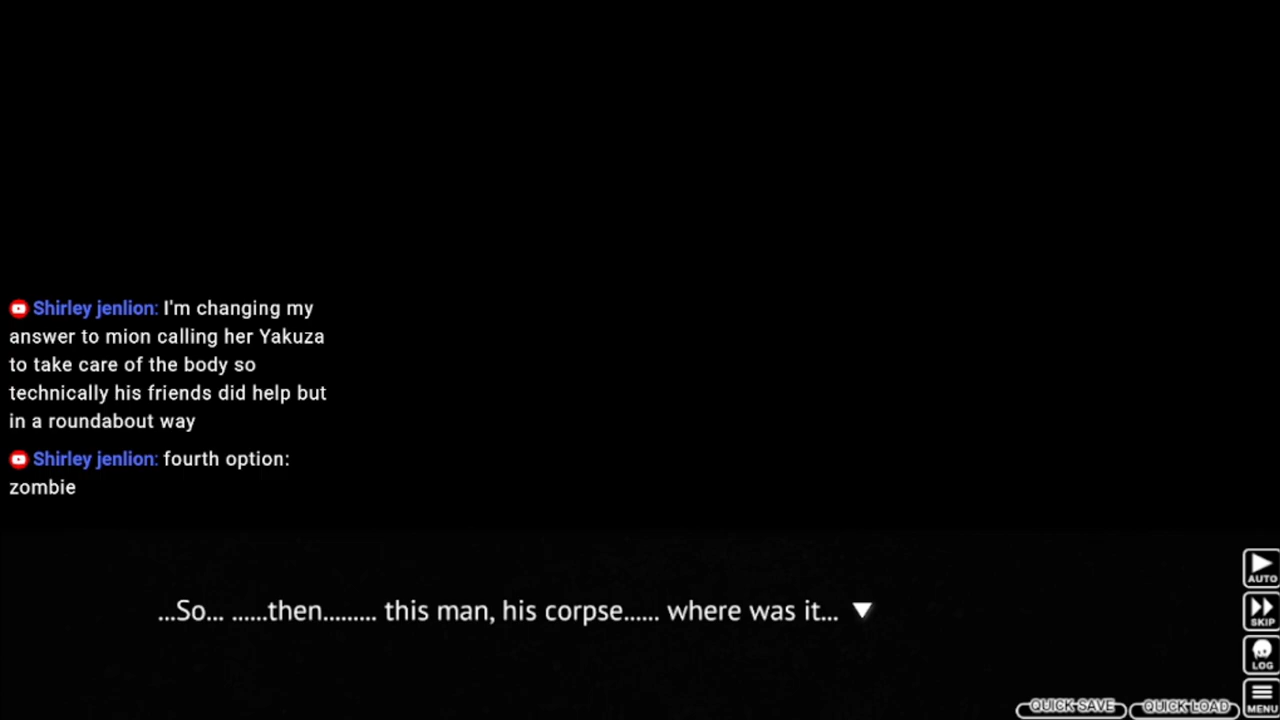 Shirley jenlion: I'm changing my
answer to mion calling her Yakuza
to take care of the body so
technically his friends did help but
in a roundabout way
Shirley jenlion: fourth option:
zombie
...So... ......then......... this man, his corpse...... where was it...
AUTO
SKIP
LOG
MENU
QUICK SAVE
QUICK LOAD